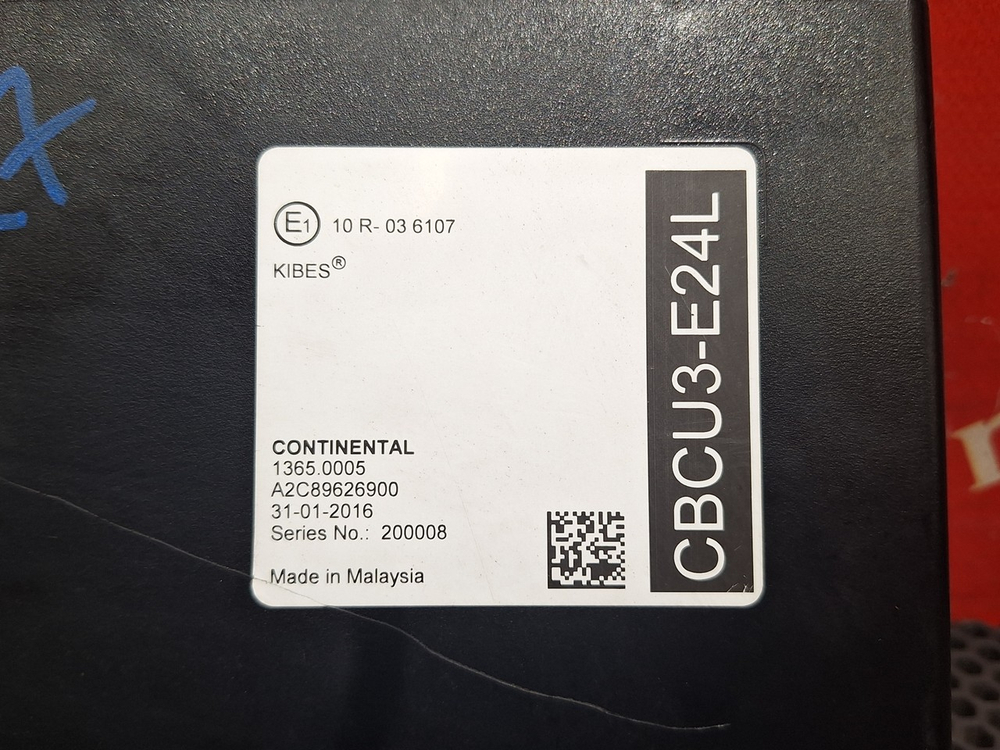 E1 10 R- 03 6107
KIBES®
CONTINENTAL
1365.0005
A2C89626900
31-01-2016
Series No.: 200008
Made in Malaysia
CBCU3-E24L